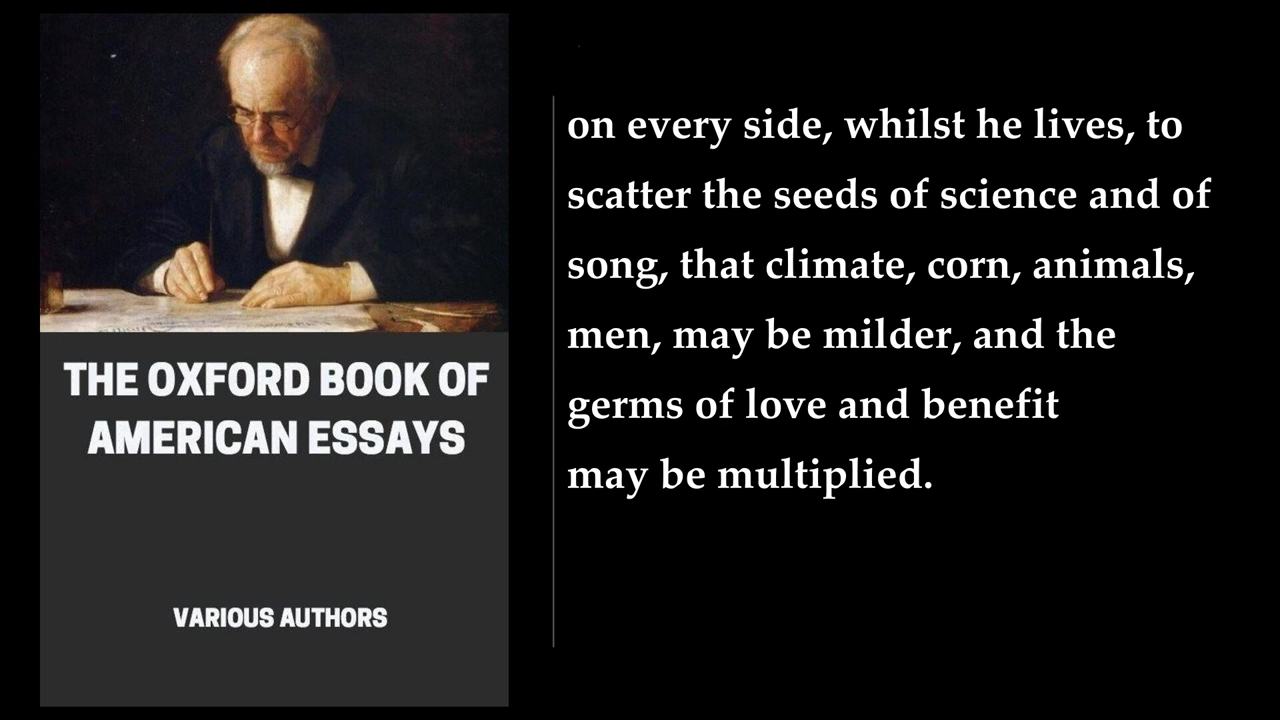 THE OXFORD BOOK OF
AMERICAN ESSAYS
VARIOUS AUTHORS
on every side, whilst he lives, to
scatter the seeds of science and of
song, that climate, corn, animals,
men, may be milder, and the
germs of love and benefit
may be multiplied.